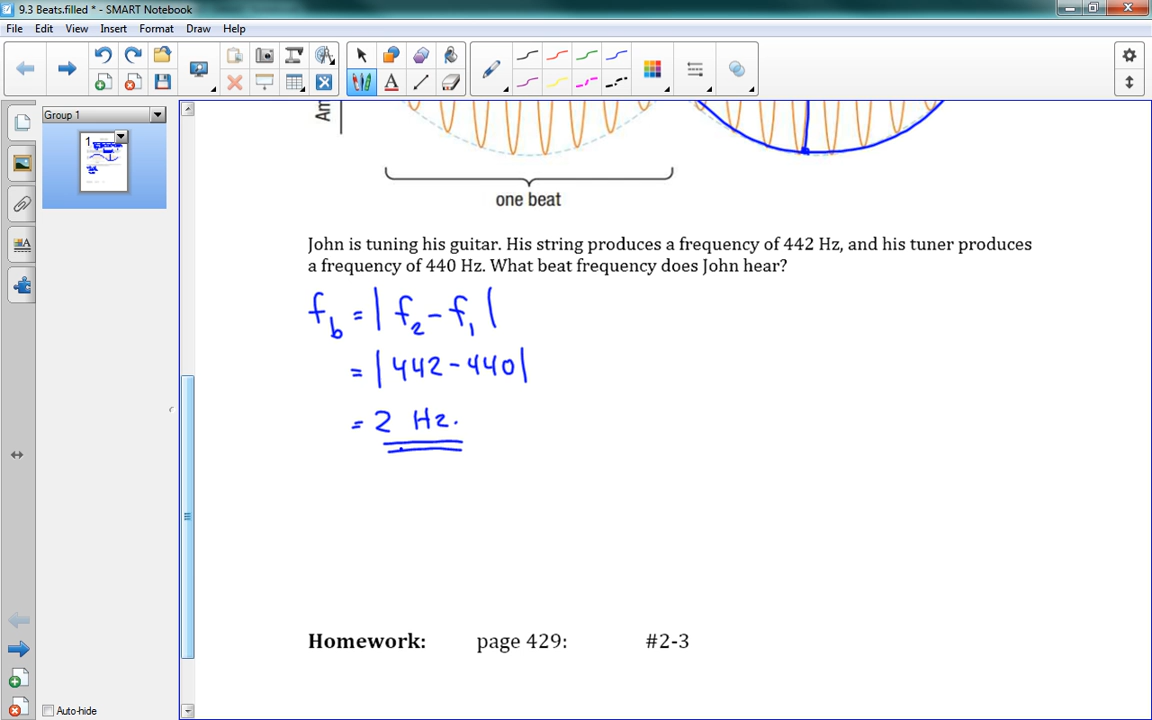 9.3 Beats.filled * - SMART Notebook
File Edit View Insert Format Draw Help
Group 1
1
one beat
John is tuning his guitar. His string produces a frequency of 442 Hz, and his tuner produces
a frequency of 440 Hz. What beat frequency does John hear?
f_b = | f_2 - f_1 |
= | 442 - 440 |
= 2 Hz.
Homework: page 429: #2-3
Auto-hide